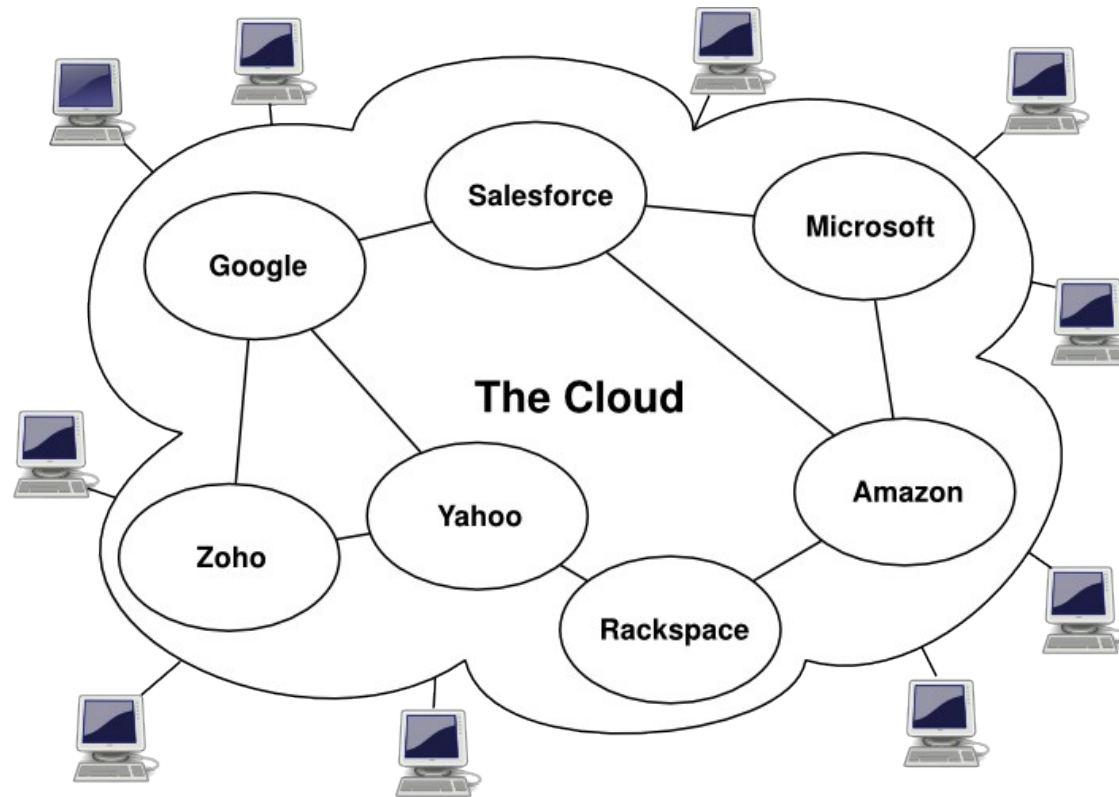 Salesforce
Microsoft
Google
The Cloud
Amazon
Yahoo
Zoho
Rackspace